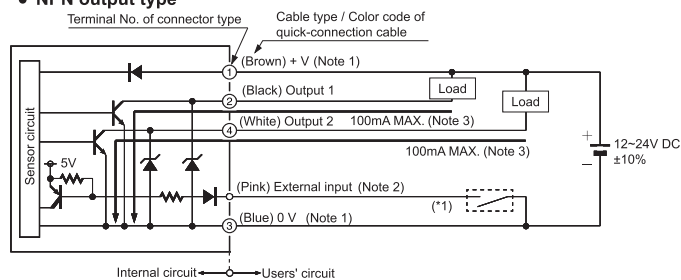 ● NPN output type
Terminal No. of connector type
Cable type / Color code of
quick-connection cable
(Brown) + V (Note 1)
1
(Black) Output 1
2
Load
Load
(White) Output 2
4
100mA MAX. (Note 3)
100mA MAX. (Note 3)
Sensor circuit
5V
+
12~24V DC
−
±10%
(Pink) External input (Note 2)
(*1)
(Blue) 0 V (Note 1)
3
Internal circuit
Users' circuit